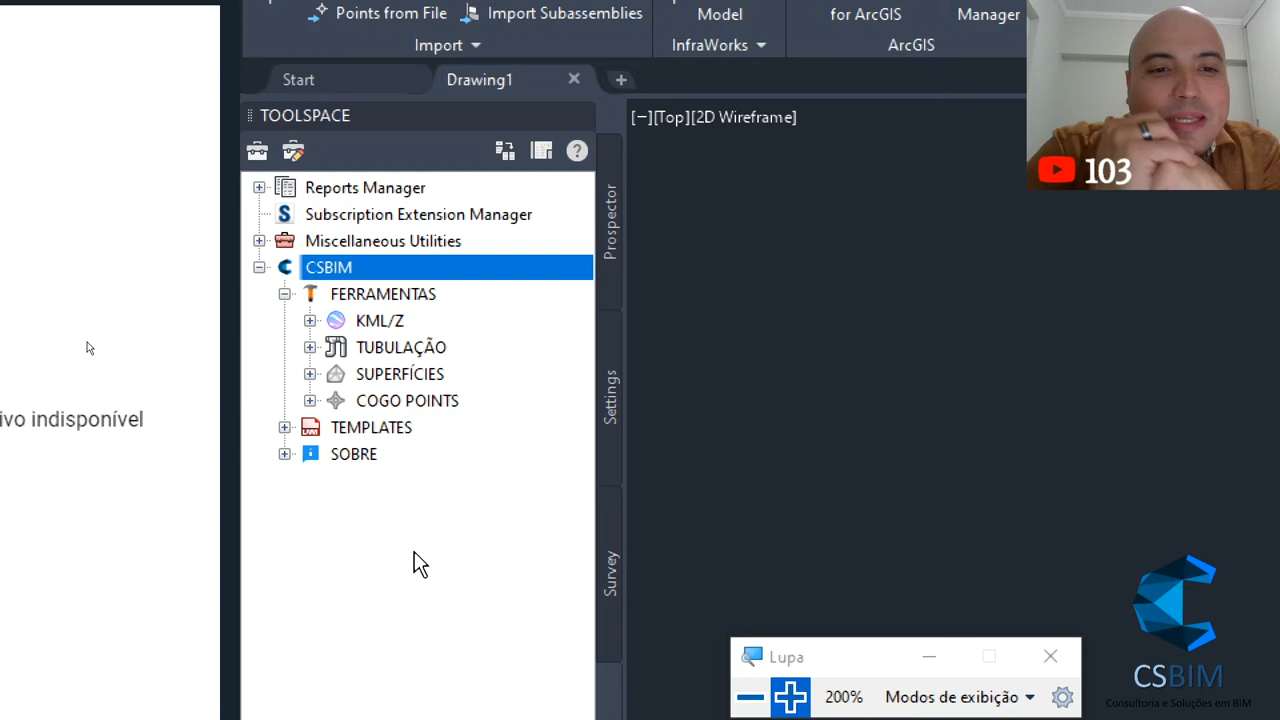 Points from File
Import Subassemblies
Model
for ArcGIS
Manager
Import
InfraWorks
ArcGIS
Start
Drawing1
TOOLSPACE
[−][Top][2D Wireframe]
103
Reports Manager
Subscription Extension Manager
Miscellaneous Utilities
CSBIM
FERRAMENTAS
KML/Z
TUBULAÇÃO
SUPERFÍCIES
COGO POINTS
TEMPLATES
SOBRE
Prospector
Settings
Survey
ivo indisponível
Lupa
200%
Modos de exibição
CSBIM
Consultoria e Soluções em BIM